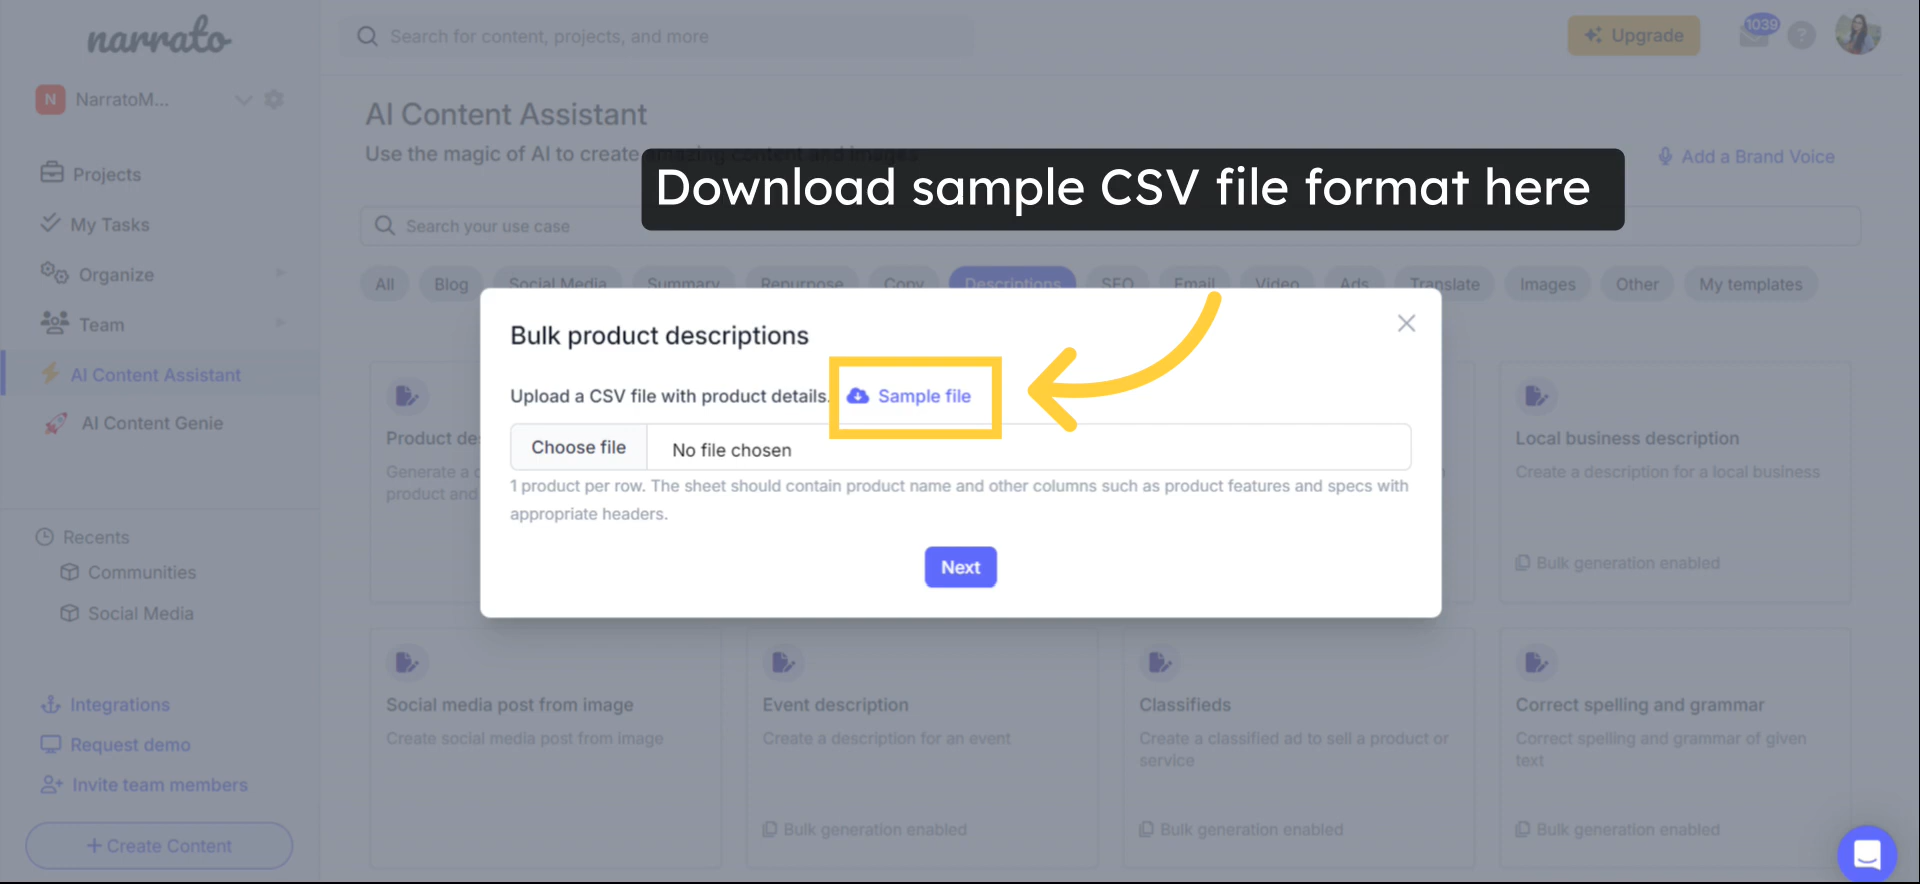 narrato
Search for content, projects, and more
Upgrade
1039
?
N NarratoM...
AI Content Assistant
Use the magic of AI to create amazing content and images
Add a Brand Voice
Download sample CSV file format here
Projects
My Tasks
Organize
Team
AI Content Assistant
AI Content Genie
Recents
Communities
Social Media
Integrations
Request demo
Invite team members
+ Create Content
Search your use case
All Blog Social Media Summary Repurpose Copy Descriptions SEO Email Video Ads Translate Images Other My templates
Bulk product descriptions
Upload a CSV file with product details. Sample file
Choose file No file chosen
1 product per row. The sheet should contain product name and other columns such as product features and specs with
appropriate headers.
Next
Product
Generate a
product and
Local business description
Create a description for a local business
Bulk generation enabled
Social media post from image
Create social media post from image
Event description
Create a description for an event
Bulk generation enabled
Classifieds
Create a classified ad to sell a product or
service
Bulk generation enabled
Correct spelling and grammar
Correct spelling and grammar of given
text
Bulk generation enabled